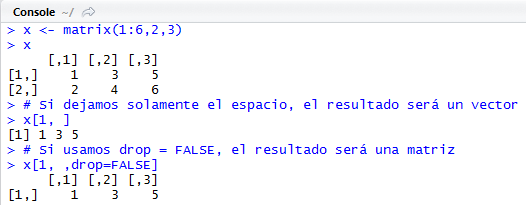 Console ~/
> x <- matrix(1:6,2,3)
> x
     [,1] [,2] [,3]
[1,]    1    3    5
[2,]    2    4    6
> # Si dejamos solamente el espacio, el resultado será un vector
> x[1, ]
[1] 1 3 5
> # Si usamos drop = FALSE, el resultado será una matriz
> x[1, ,drop=FALSE]
     [,1] [,2] [,3]
[1,]    1    3    5